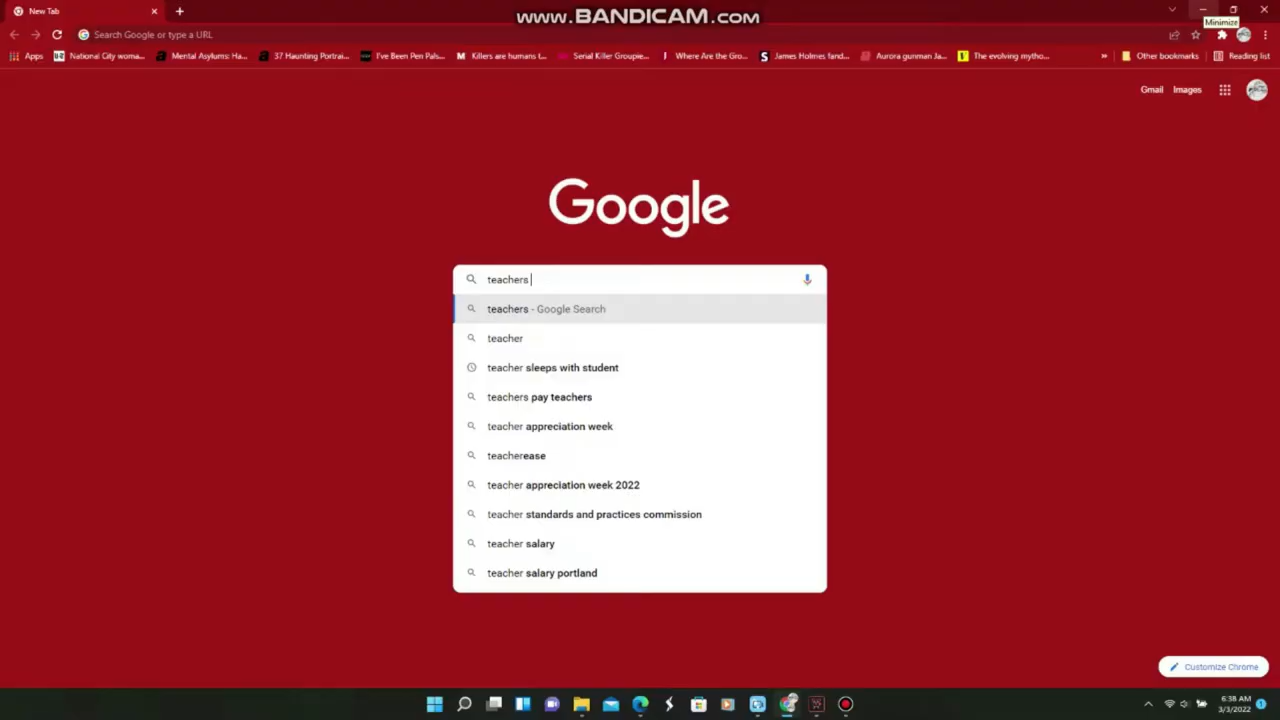 New Tab
www.BANDICAM.com
Minimize
Search Google or type a URL
Apps
National City woma...
Mental Asylums: Ha...
37 Haunting Portrai...
I've Been Pen Pals...
Killers are humans t...
Serial Killer Groupie...
Where Are the Gro...
James Holmes fand...
Aurora gunman Ja...
The evolving mytho...
Other bookmarks
Reading list
Gmail
Images
Google
teachers
teachers - Google Search
teacher
teacher sleeps with student
teachers pay teachers
teacher appreciation week
teacherease
teacher appreciation week 2022
teacher standards and practices commission
teacher salary
teacher salary portland
Customize Chrome
6:38 AM
3/3/2022